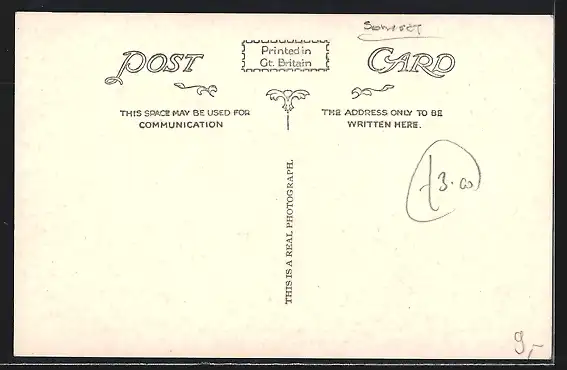 Somerset
POST CARD
Printed in
Gt. Britain
THIS SPACE MAY BE USED FOR
COMMUNICATION
THE ADDRESS ONLY TO BE
WRITTEN HERE.
THIS IS A REAL PHOTOGRAPH.
£3.00
9,-